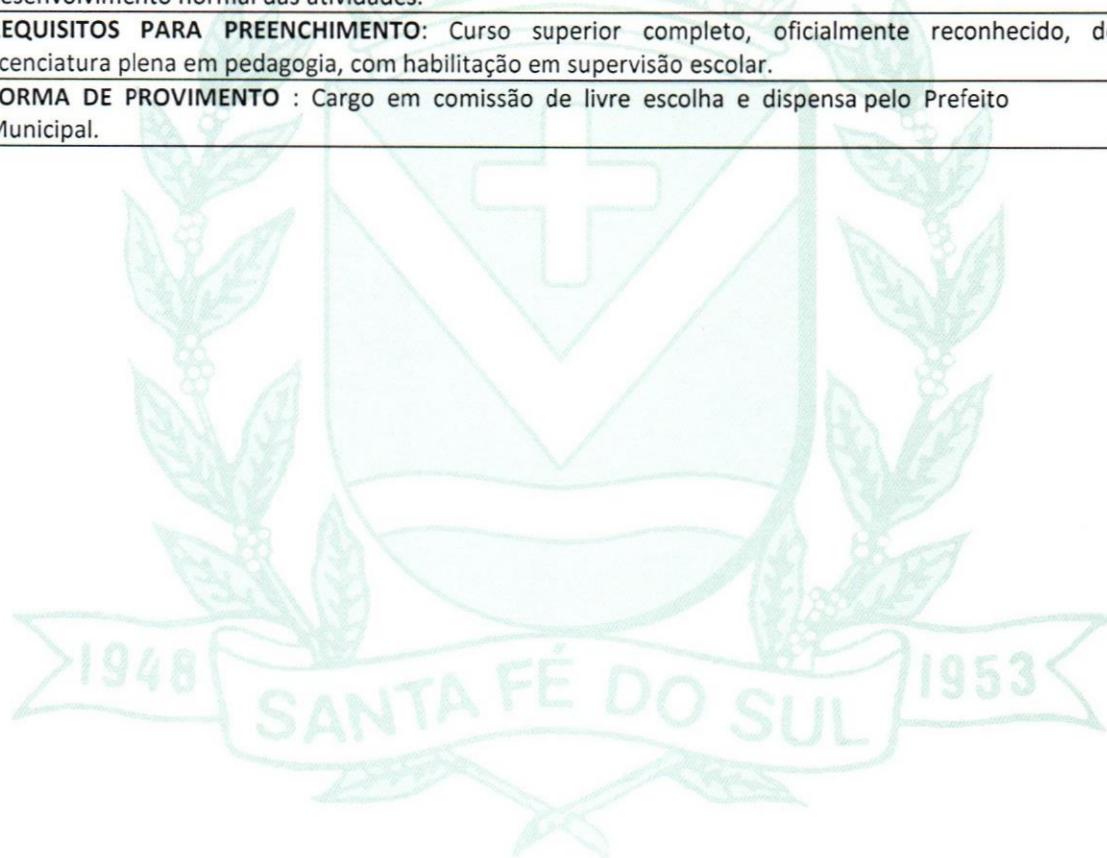 esenvolvimento normal das atividades.
EQUISITOS PARA PREENCHIMENTO: Curso superior completo, oficialmente reconhecido, de
icenciatura plena em pedagogia, com habilitação em supervisão escolar.
ORMA DE PROVIMENTO : Cargo em comissão de livre escolha e dispensa pelo Prefeito
Municipal.
1948 SANTA FÉ DO SUL 1953